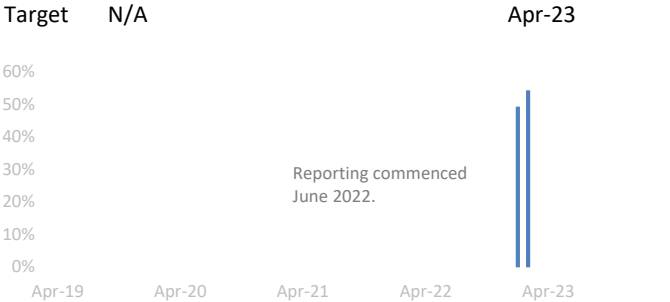 Target N/A Apr-23
60%
50%
40%
30%
Reporting commenced
June 2022.
20%
10%
0%
Apr-19 Apr-20 Apr-21 Apr-22 Apr-23